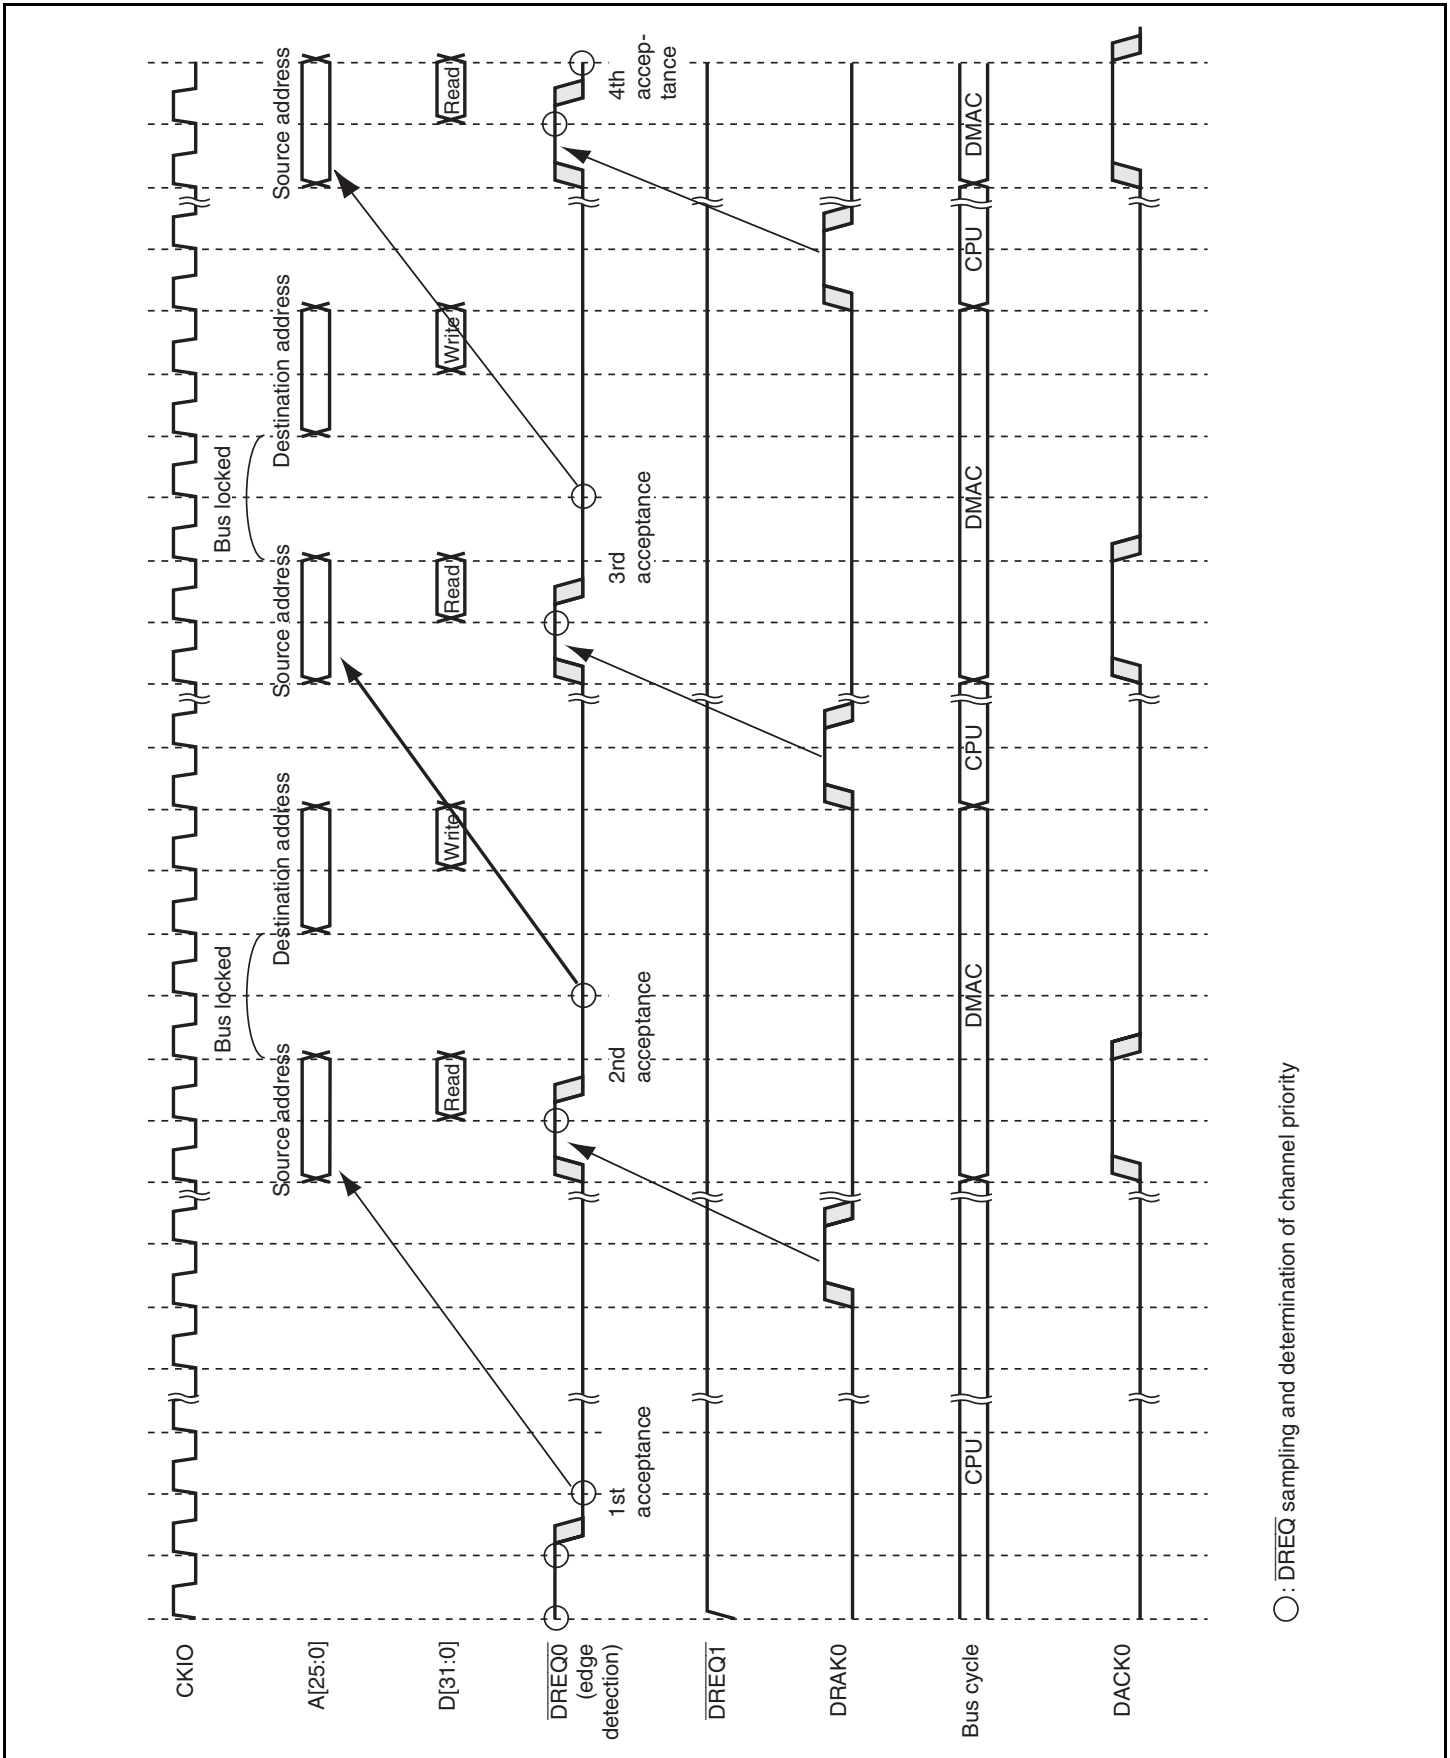 CKIO
Bus locked
Bus locked
A[25:0]
Source address
Destination address
Source address
Destination address
Source address
D[31:0]
Read
Write
Read
Write
Read
DREQ0
(edge
detection)
1st
acceptance
2nd
acceptance
3rd
acceptance
4th
accep-
tance
DREQ1
DRAK0
Bus cycle
CPU
DMAC
CPU
DMAC
CPU
DMAC
DACK0
: DREQ sampling and determination of channel priority